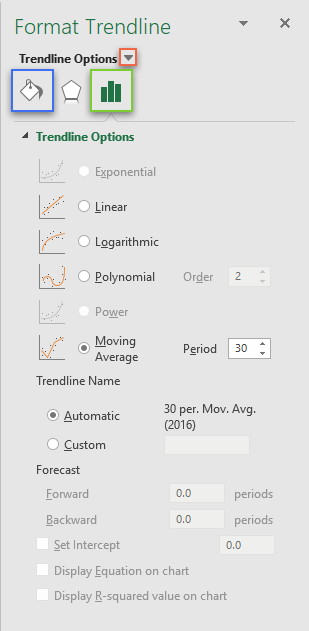 Format Trendline
Trendline Options
Trendline Options
Exponential
Linear
Logarithmic
Polynomial Order 2
Power
Moving Average Period 30
Trendline Name
Automatic 30 per. Mov. Avg. (2016)
Custom
Forecast
Forward 0.0 periods
Backward 0.0 periods
Set Intercept 0.0
Display Equation on chart
Display R-squared value on chart